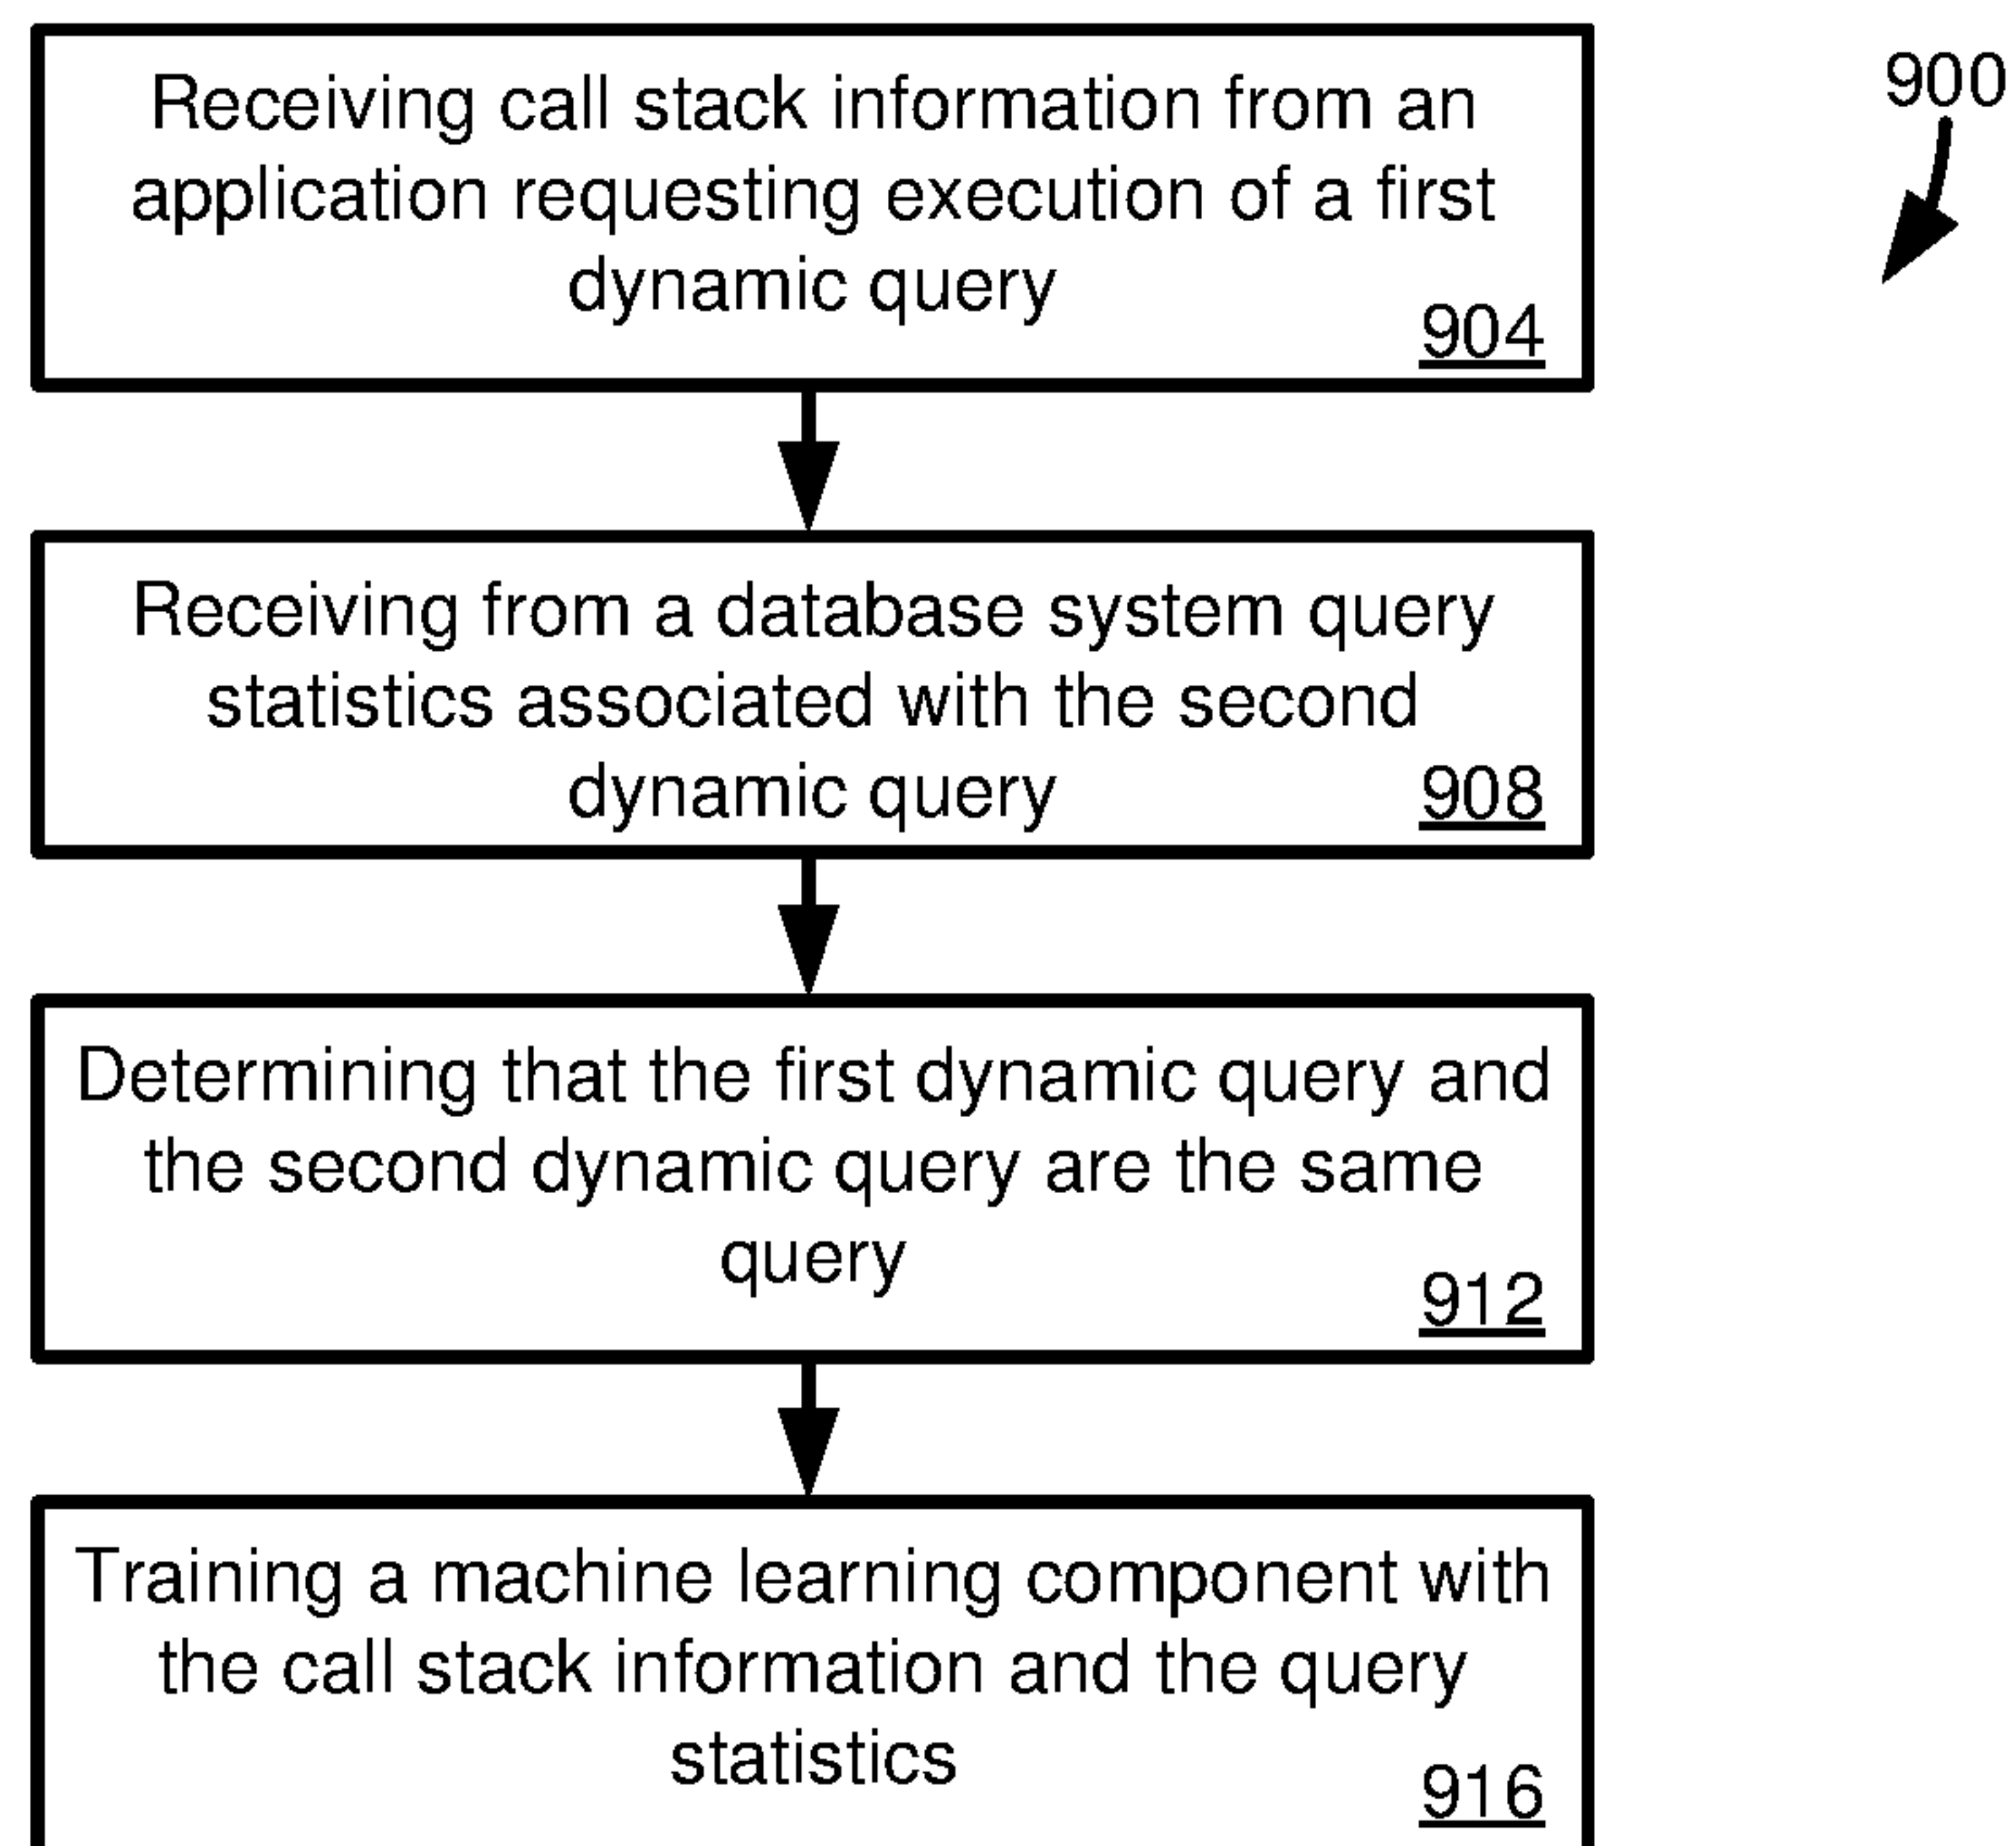 Receiving call stack information from an
application requesting execution of a first
dynamic query
904
900
Receiving from a database system query
statistics associated with the second
dynamic query
908
Determining that the first dynamic query and
the second dynamic query are the same
query
912
Training a machine learning component with
the call stack information and the query
statistics
916